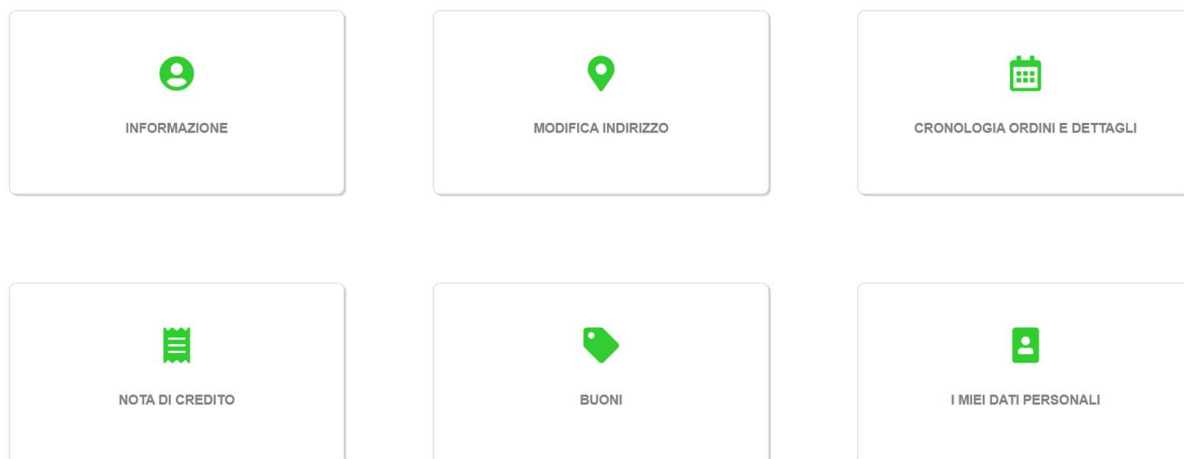 INFORMAZIONE
MODIFICA INDIRIZZO
CRONOLOGIA ORDINI E DETTAGLI
NOTA DI CREDITO
BUONI
I MIEI DATI PERSONALI